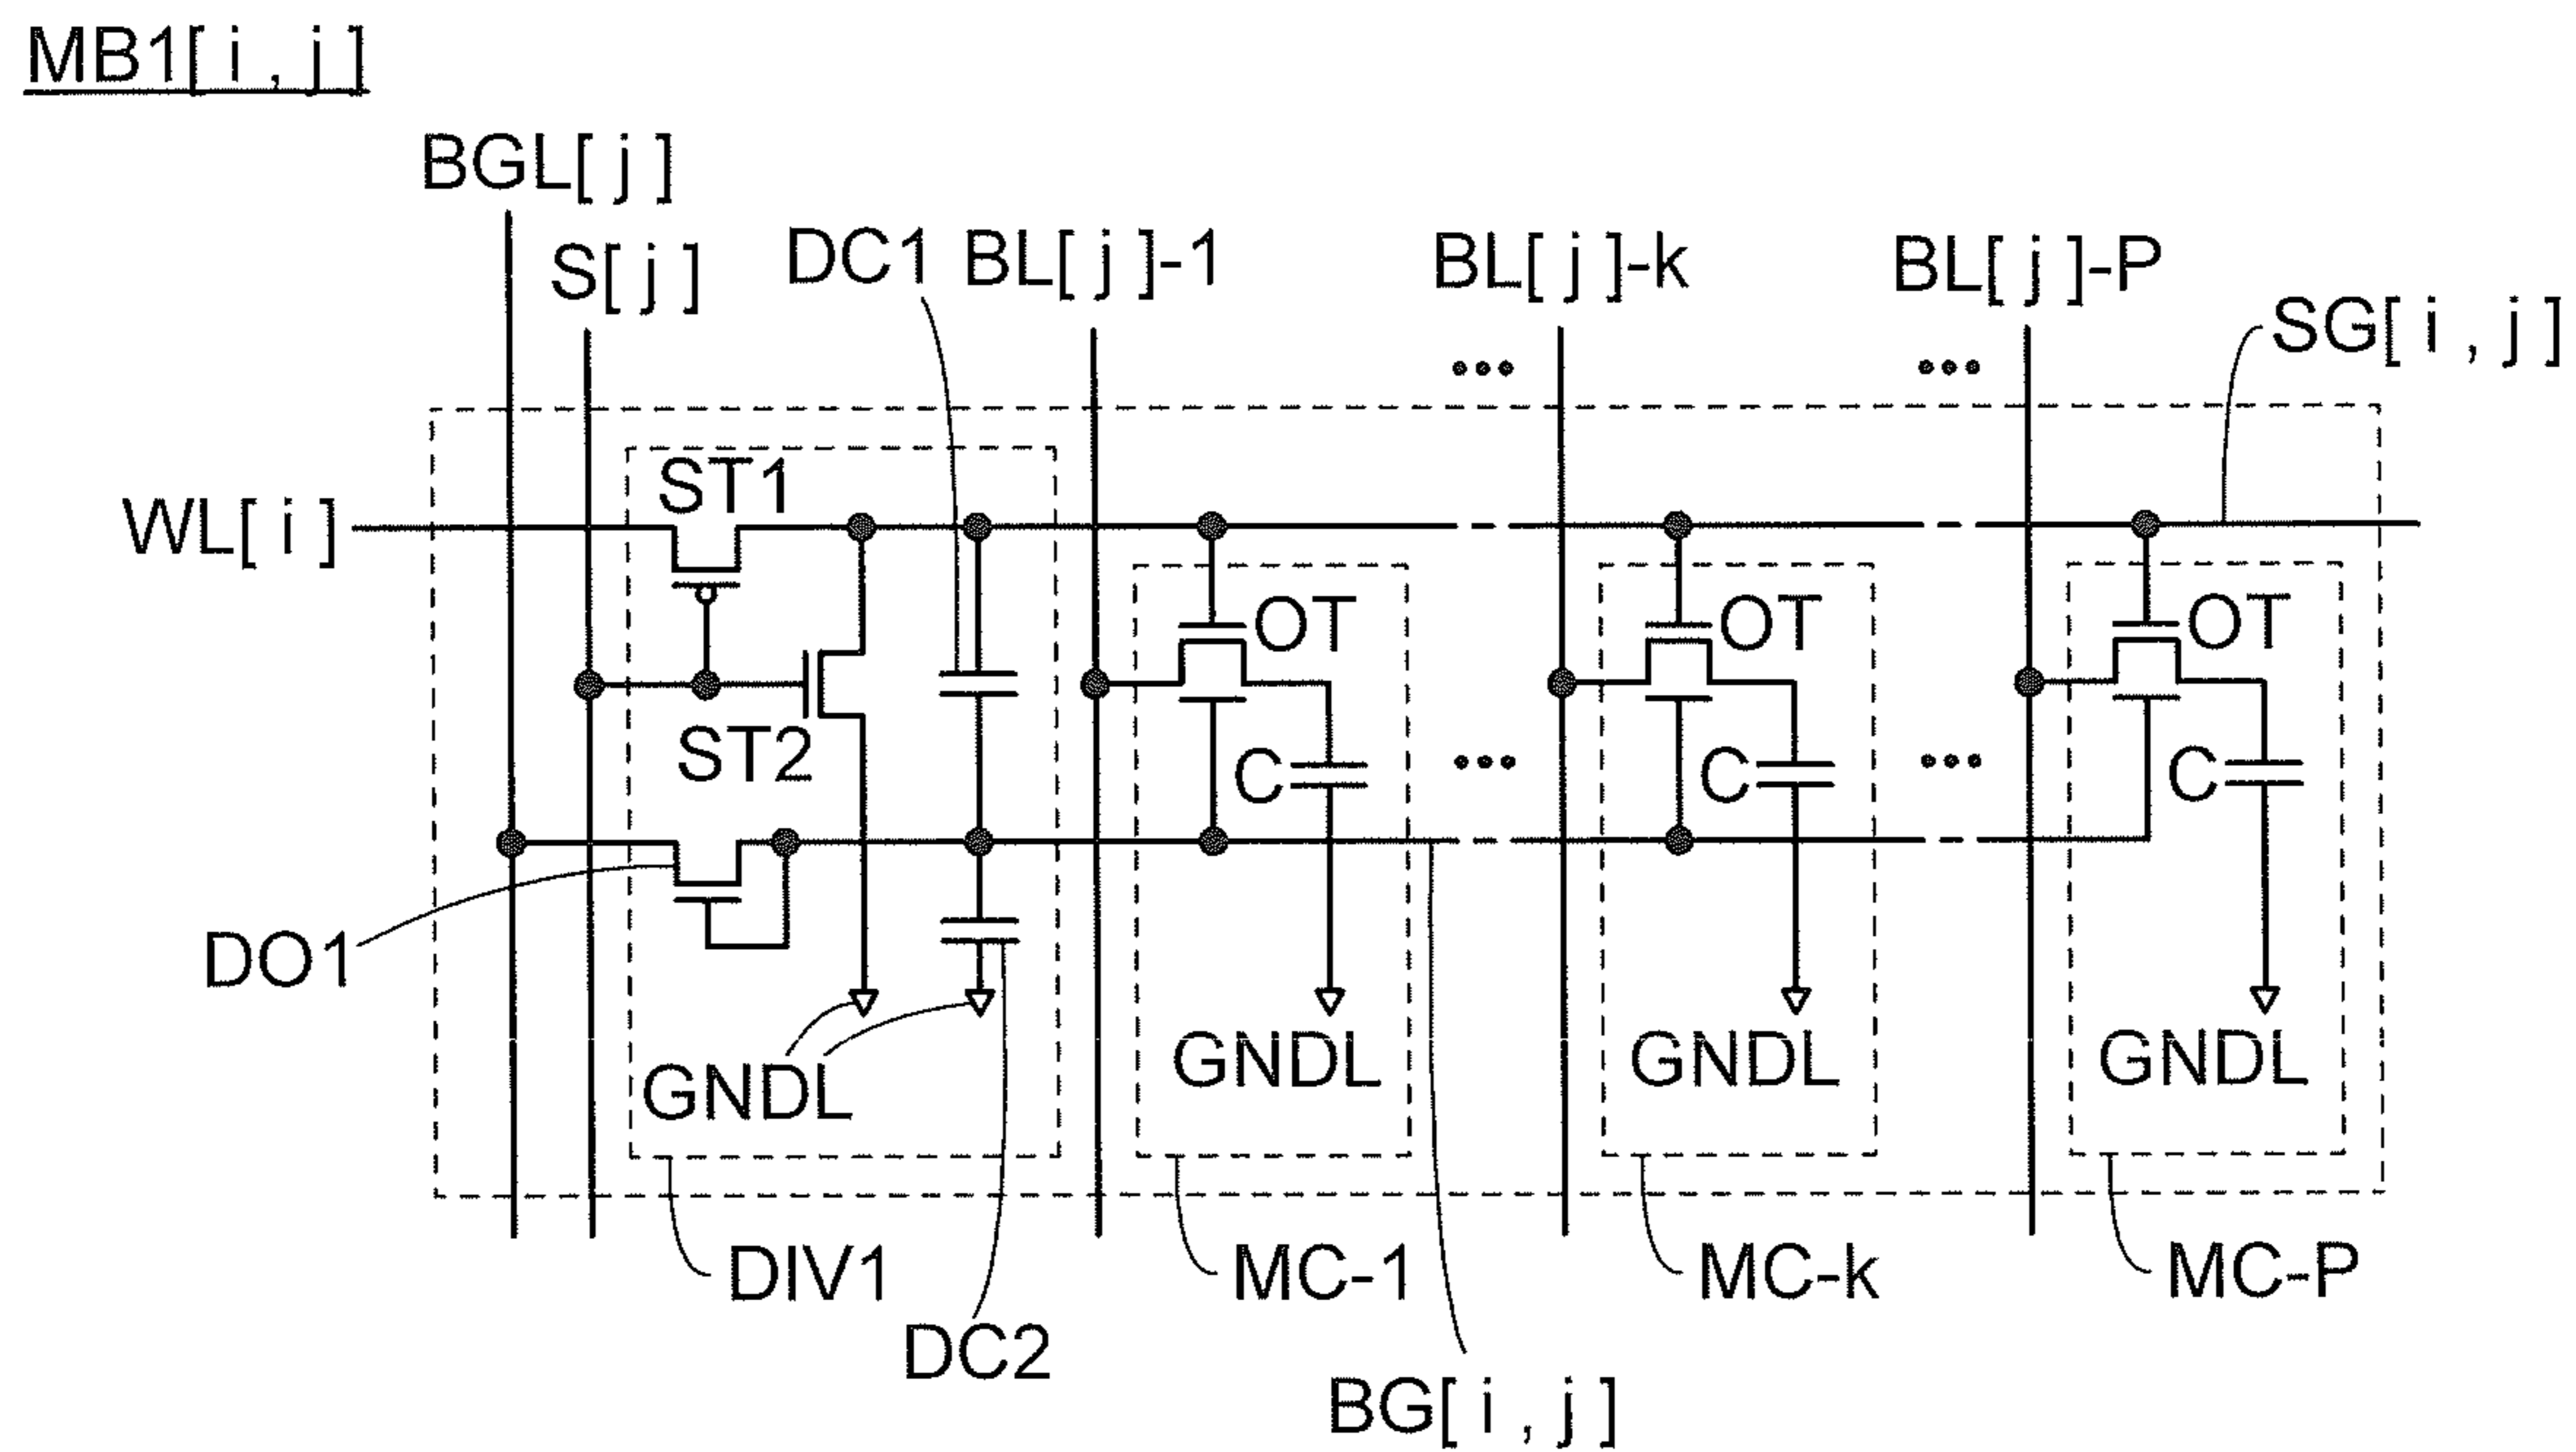 MB1[ i , j ]
BGL[ j ]
S[ j ]
DC1
BL[ j ]-1
BL[ j ]-k
BL[ j ]-P
SG[ i , j ]
WL[ i ]
ST1
OT
OT
OT
ST2
C
C
C
DO1
GNDL
GNDL
GNDL
GNDL
DIV1
MC-1
MC-k
MC-P
DC2
BG[ i , j ]